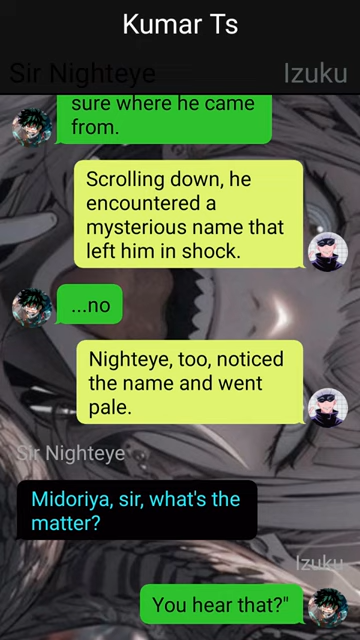 Kumar Ts
Sir Nighteye
Izuku
sure where he came
from.
Scrolling down, he
encountered a
mysterious name that
left him in shock.
...no
Nighteye, too, noticed
the name and went
pale.
Sir Nighteye
Midoriya, sir, what's the
matter?
Izuku
You hear that?"